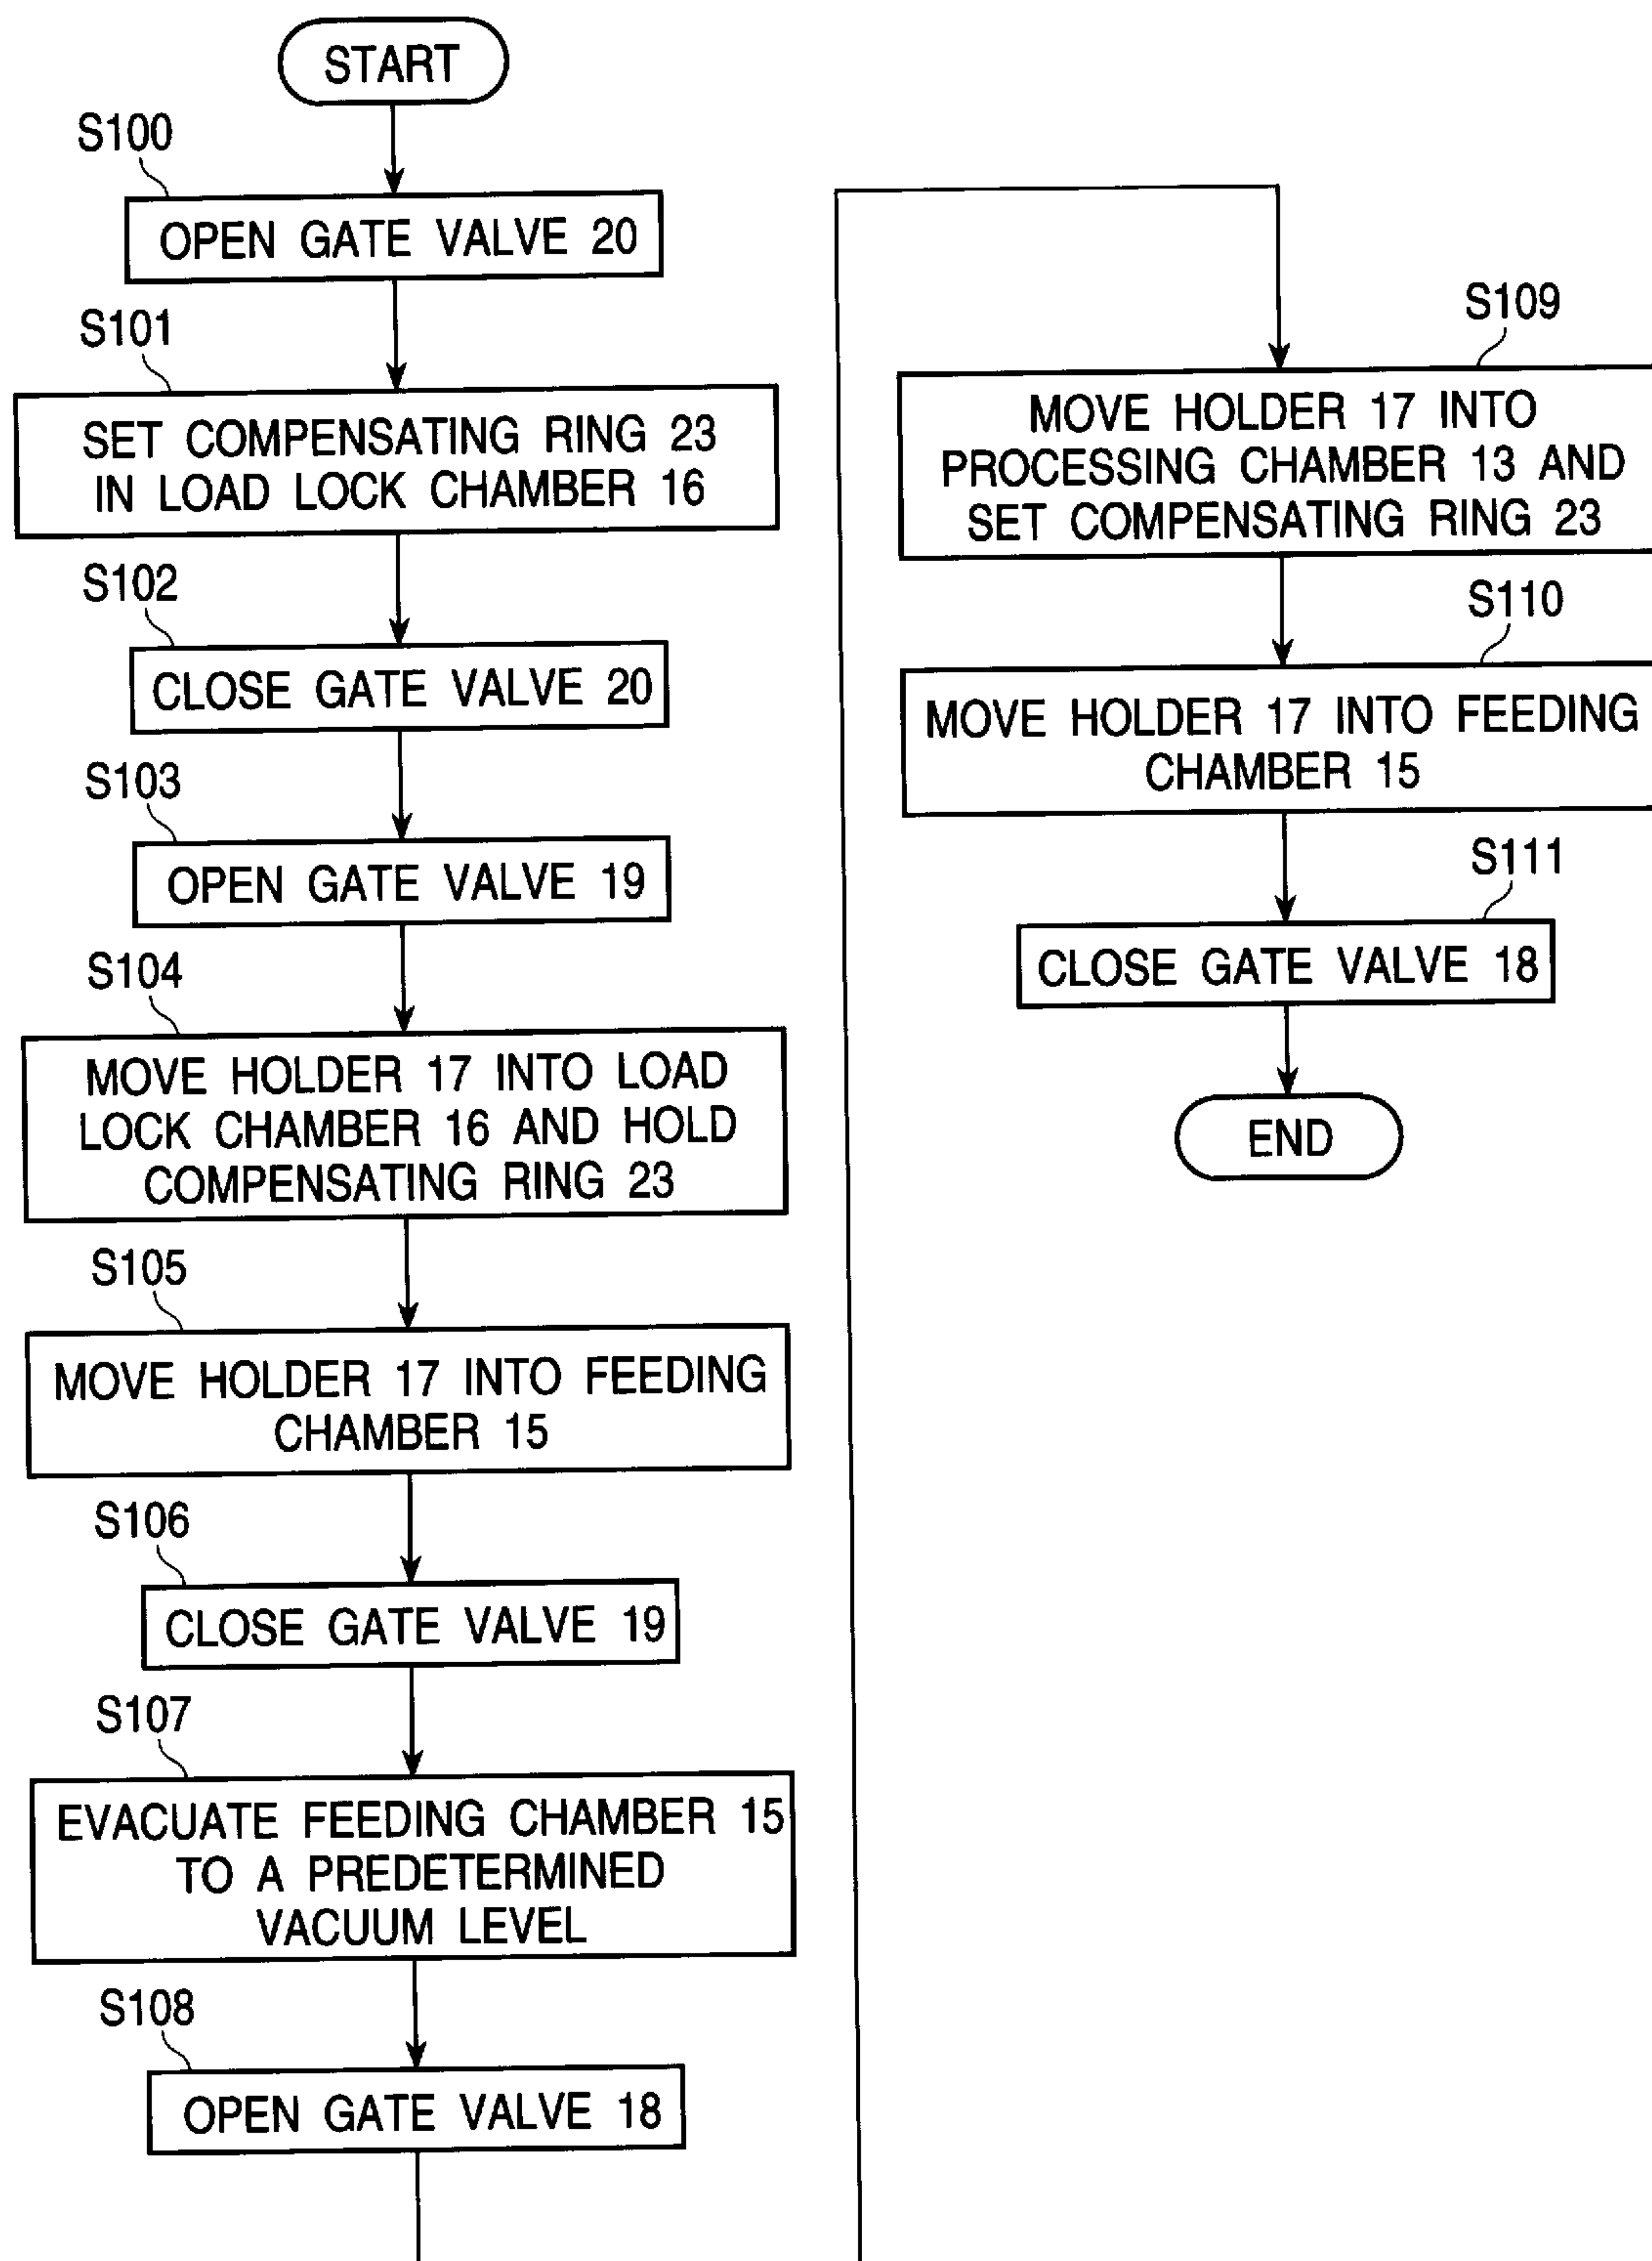 START
S100
OPEN GATE VALVE 20
S101
SET COMPENSATING RING 23
IN LOAD LOCK CHAMBER 16
S102
CLOSE GATE VALVE 20
S103
OPEN GATE VALVE 19
S104
MOVE HOLDER 17 INTO LOAD
LOCK CHAMBER 16 AND HOLD
COMPENSATING RING 23
S105
MOVE HOLDER 17 INTO FEEDING
CHAMBER 15
S106
CLOSE GATE VALVE 19
S107
EVACUATE FEEDING CHAMBER 15
TO A PREDETERMINED
VACUUM LEVEL
S108
OPEN GATE VALVE 18
S109
MOVE HOLDER 17 INTO
PROCESSING CHAMBER 13 AND
SET COMPENSATING RING 23
S110
MOVE HOLDER 17 INTO FEEDING
CHAMBER 15
S111
CLOSE GATE VALVE 18
END